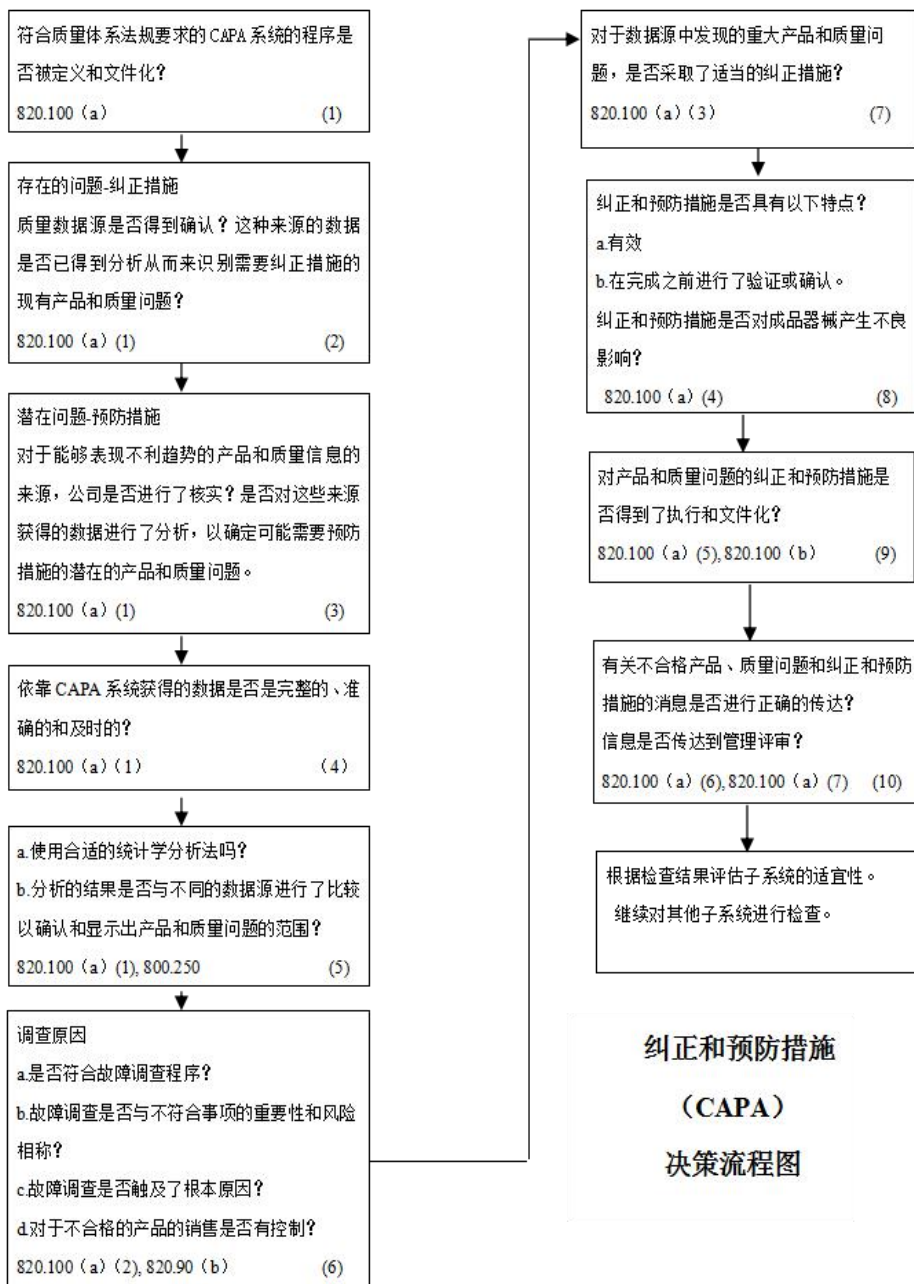 符合质量体系法规要求的 CAPA 系统的程序是
否被定义和文件化？
820.100（a） (1)
存在的问题-纠正措施
质量数据源是否得到确认？这种来源的数据
是否已得到分析从而来识别需要纠正措施的
现有产品和质量问题？
820.100（a）(1) (2)
潜在问题-预防措施
对于能够表现不利趋势的产品和质量信息的
来源，公司是否进行了核实？是否对这些来源
获得的数据进行了分析，以确定可能需要预防
措施的潜在的产品和质量问题。
820.100（a）(1) (3)
依靠 CAPA 系统获得的数据是否是完整的、准
确的和及时的？
820.100（a）(1) （4）
a.使用合适的统计学分析法吗？
b.分析的结果是否与不同的数据源进行了比较
以确认和显示出产品和质量问题的范围？
820.100（a）(1), 800.250 (5)
调查原因
a.是否符合故障调查程序？
b.故障调查是否与不符合事项的重要性和风险
相称？
c.故障调查是否触及了根本原因？
d.对于不合格的产品的销售是否有控制？
820.100（a）(2), 820.90（b） (6)
对于数据源中发现的重大产品和质量问
题，是否采取了适当的纠正措施？
820.100（a）(3) (7)
纠正和预防措施是否具有以下特点？
a.有效
b.在完成之前进行了验证或确认。
纠正和预防措施是否对成品器械产生不良
影响？
820.100（a）(4) (8)
对产品和质量问题的纠正和预防措施是
否得到了执行和文件化？
820.100（a）(5), 820.100（b） (9)
有关不合格产品、质量问题和纠正和预防
措施的消息是否进行正确的传达？
信息是否传达到管理评审？
820.100（a）(6), 820.100（a）(7) (10)
根据检查结果评估子系统的适宜性。
继续对其他子系统进行检查。
纠正和预防措施
（CAPA）
决策流程图